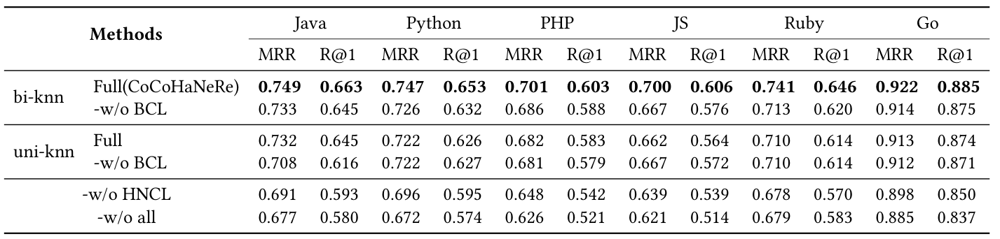 Methods Java Python PHP JS Ruby Go
MRR R@1 MRR R@1 MRR R@1 MRR R@1 MRR R@1 MRR R@1
bi-knn Full(CoCoHaNeRe) 0.749 0.663 0.747 0.653 0.701 0.603 0.700 0.606 0.741 0.646 0.922 0.885
-w/o BCL 0.733 0.645 0.726 0.632 0.686 0.588 0.667 0.576 0.713 0.620 0.914 0.875
uni-knn Full 0.732 0.645 0.722 0.626 0.682 0.583 0.662 0.564 0.710 0.614 0.913 0.874
-w/o BCL 0.708 0.616 0.722 0.627 0.681 0.579 0.667 0.572 0.710 0.614 0.912 0.871
-w/o HNCL 0.691 0.593 0.696 0.595 0.648 0.542 0.639 0.539 0.678 0.570 0.898 0.850
-w/o all 0.677 0.580 0.672 0.574 0.626 0.521 0.621 0.514 0.679 0.583 0.885 0.837